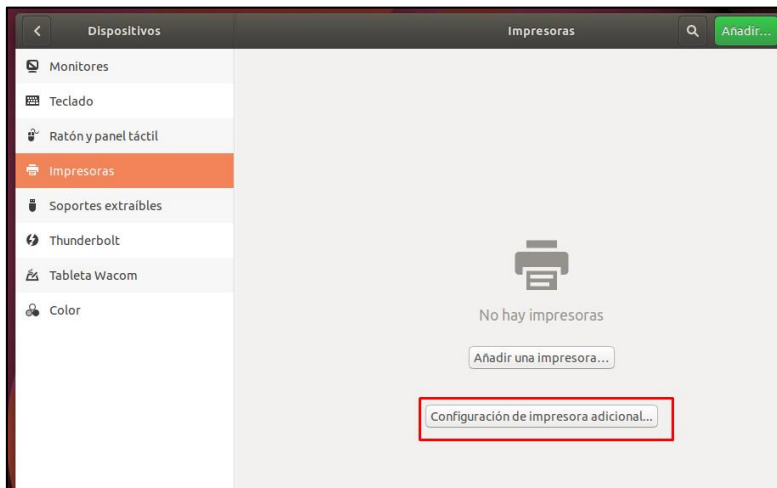 Dispositivos
Impresoras
Añadir...
Monitores
Teclado
Ratón y panel táctil
Impresoras
Soportes extraíbles
Thunderbolt
Tableta Wacom
Color
No hay impresoras
Añadir una impresora...
Configuración de impresora adicional...